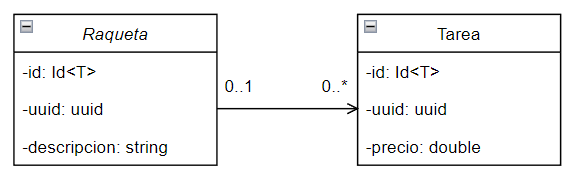 Raqueta
-id: Id<T>
-uuid: uuid
-descripcion: string
0..1
0..*
Tarea
-id: Id<T>
-uuid: uuid
-precio: double